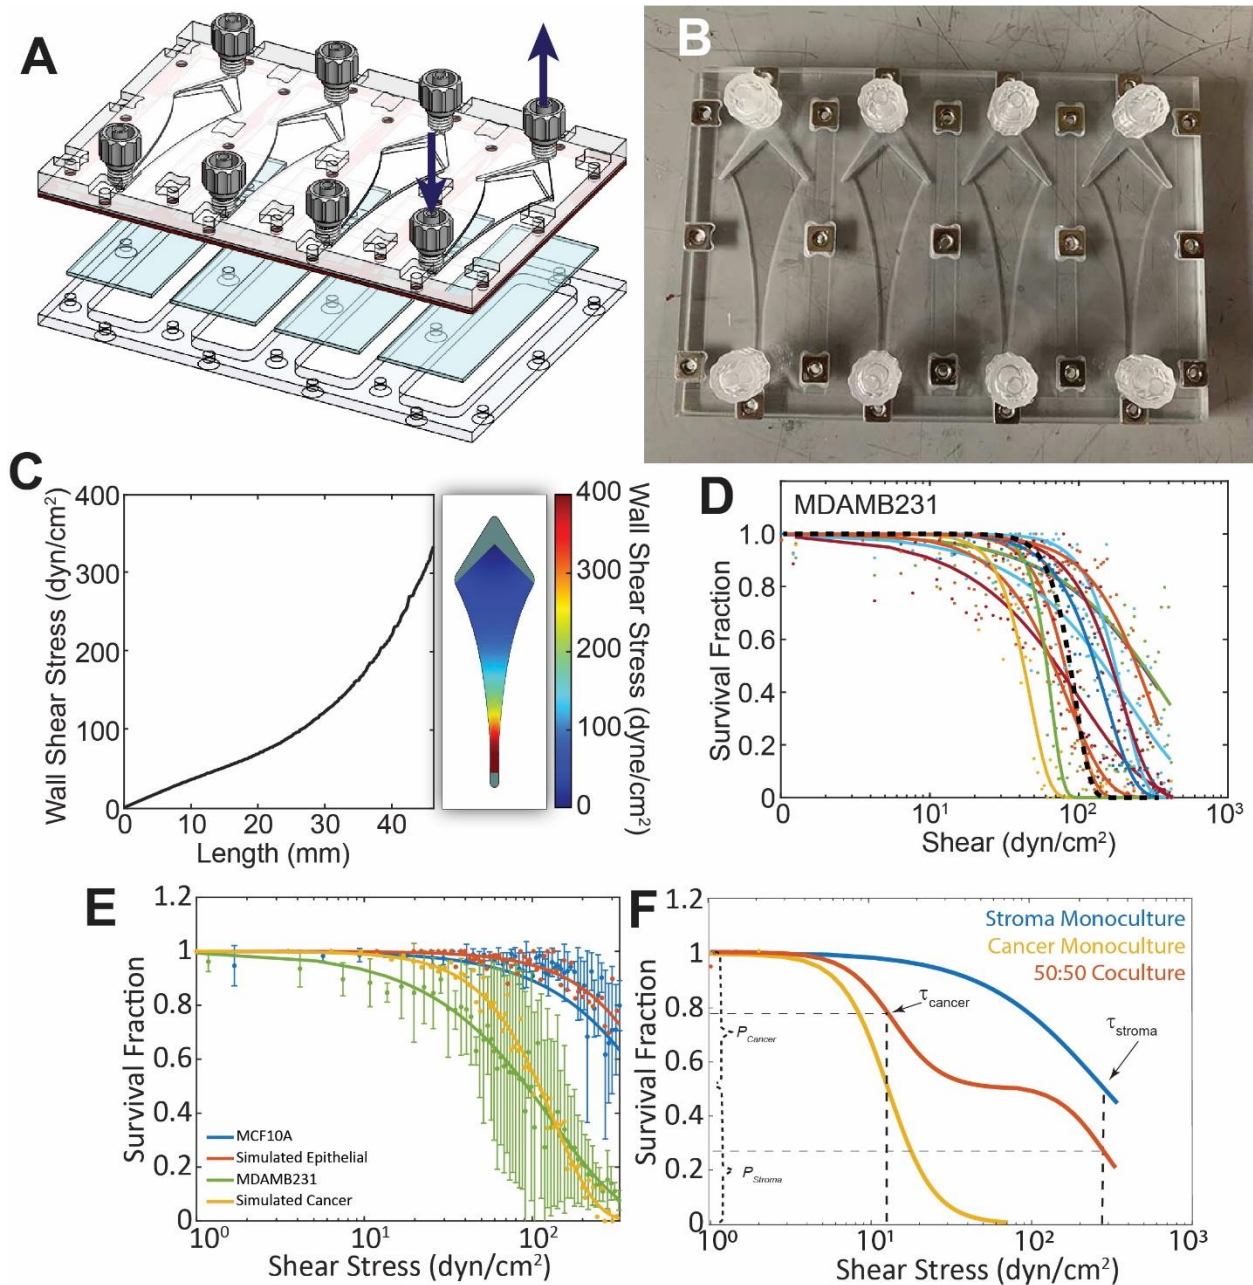 A
B
C
400
300
200
100
0
Wall Shear Stress (dyn/cm²)
0 10 20 30 40
Length (mm)
400
300
200
100
0
Wall Shear Stress (dyne/cm²)
D
MDAMB231
1.0
0.8
0.6
0.4
0.2
0
Survival Fraction
0 10¹ 10² 10³
Shear (dyn/cm²)
E
1.2
1
0.8
0.6
0.4
0.2
0
Survival Fraction
MCF10A
Simulated Epithelial
MDAMB231
Simulated Cancer
10⁰ 10¹ 10²
Shear Stress (dyn/cm²)
F
1.2
1
0.8
0.6
0.4
0.2
0
Survival Fraction
Stroma Monoculture
Cancer Monoculture
50:50 Coculture
τcancer
τstroma
PCancer
PStroma
10⁰ 10¹ 10² 10³
Shear Stress (dyn/cm²)